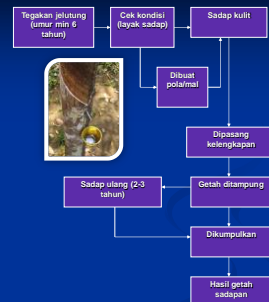 Tegakan jelutung
(umur min 6
tahun)
Cek kondisi
(layak sadap)
Sadap kulit
Dibuat
pola/mal
Dipasang
kelengkapan
Sadap ulang (2-3
tahun)
Getah ditampung
Dikumpulkan
Hasil getah
sadapan